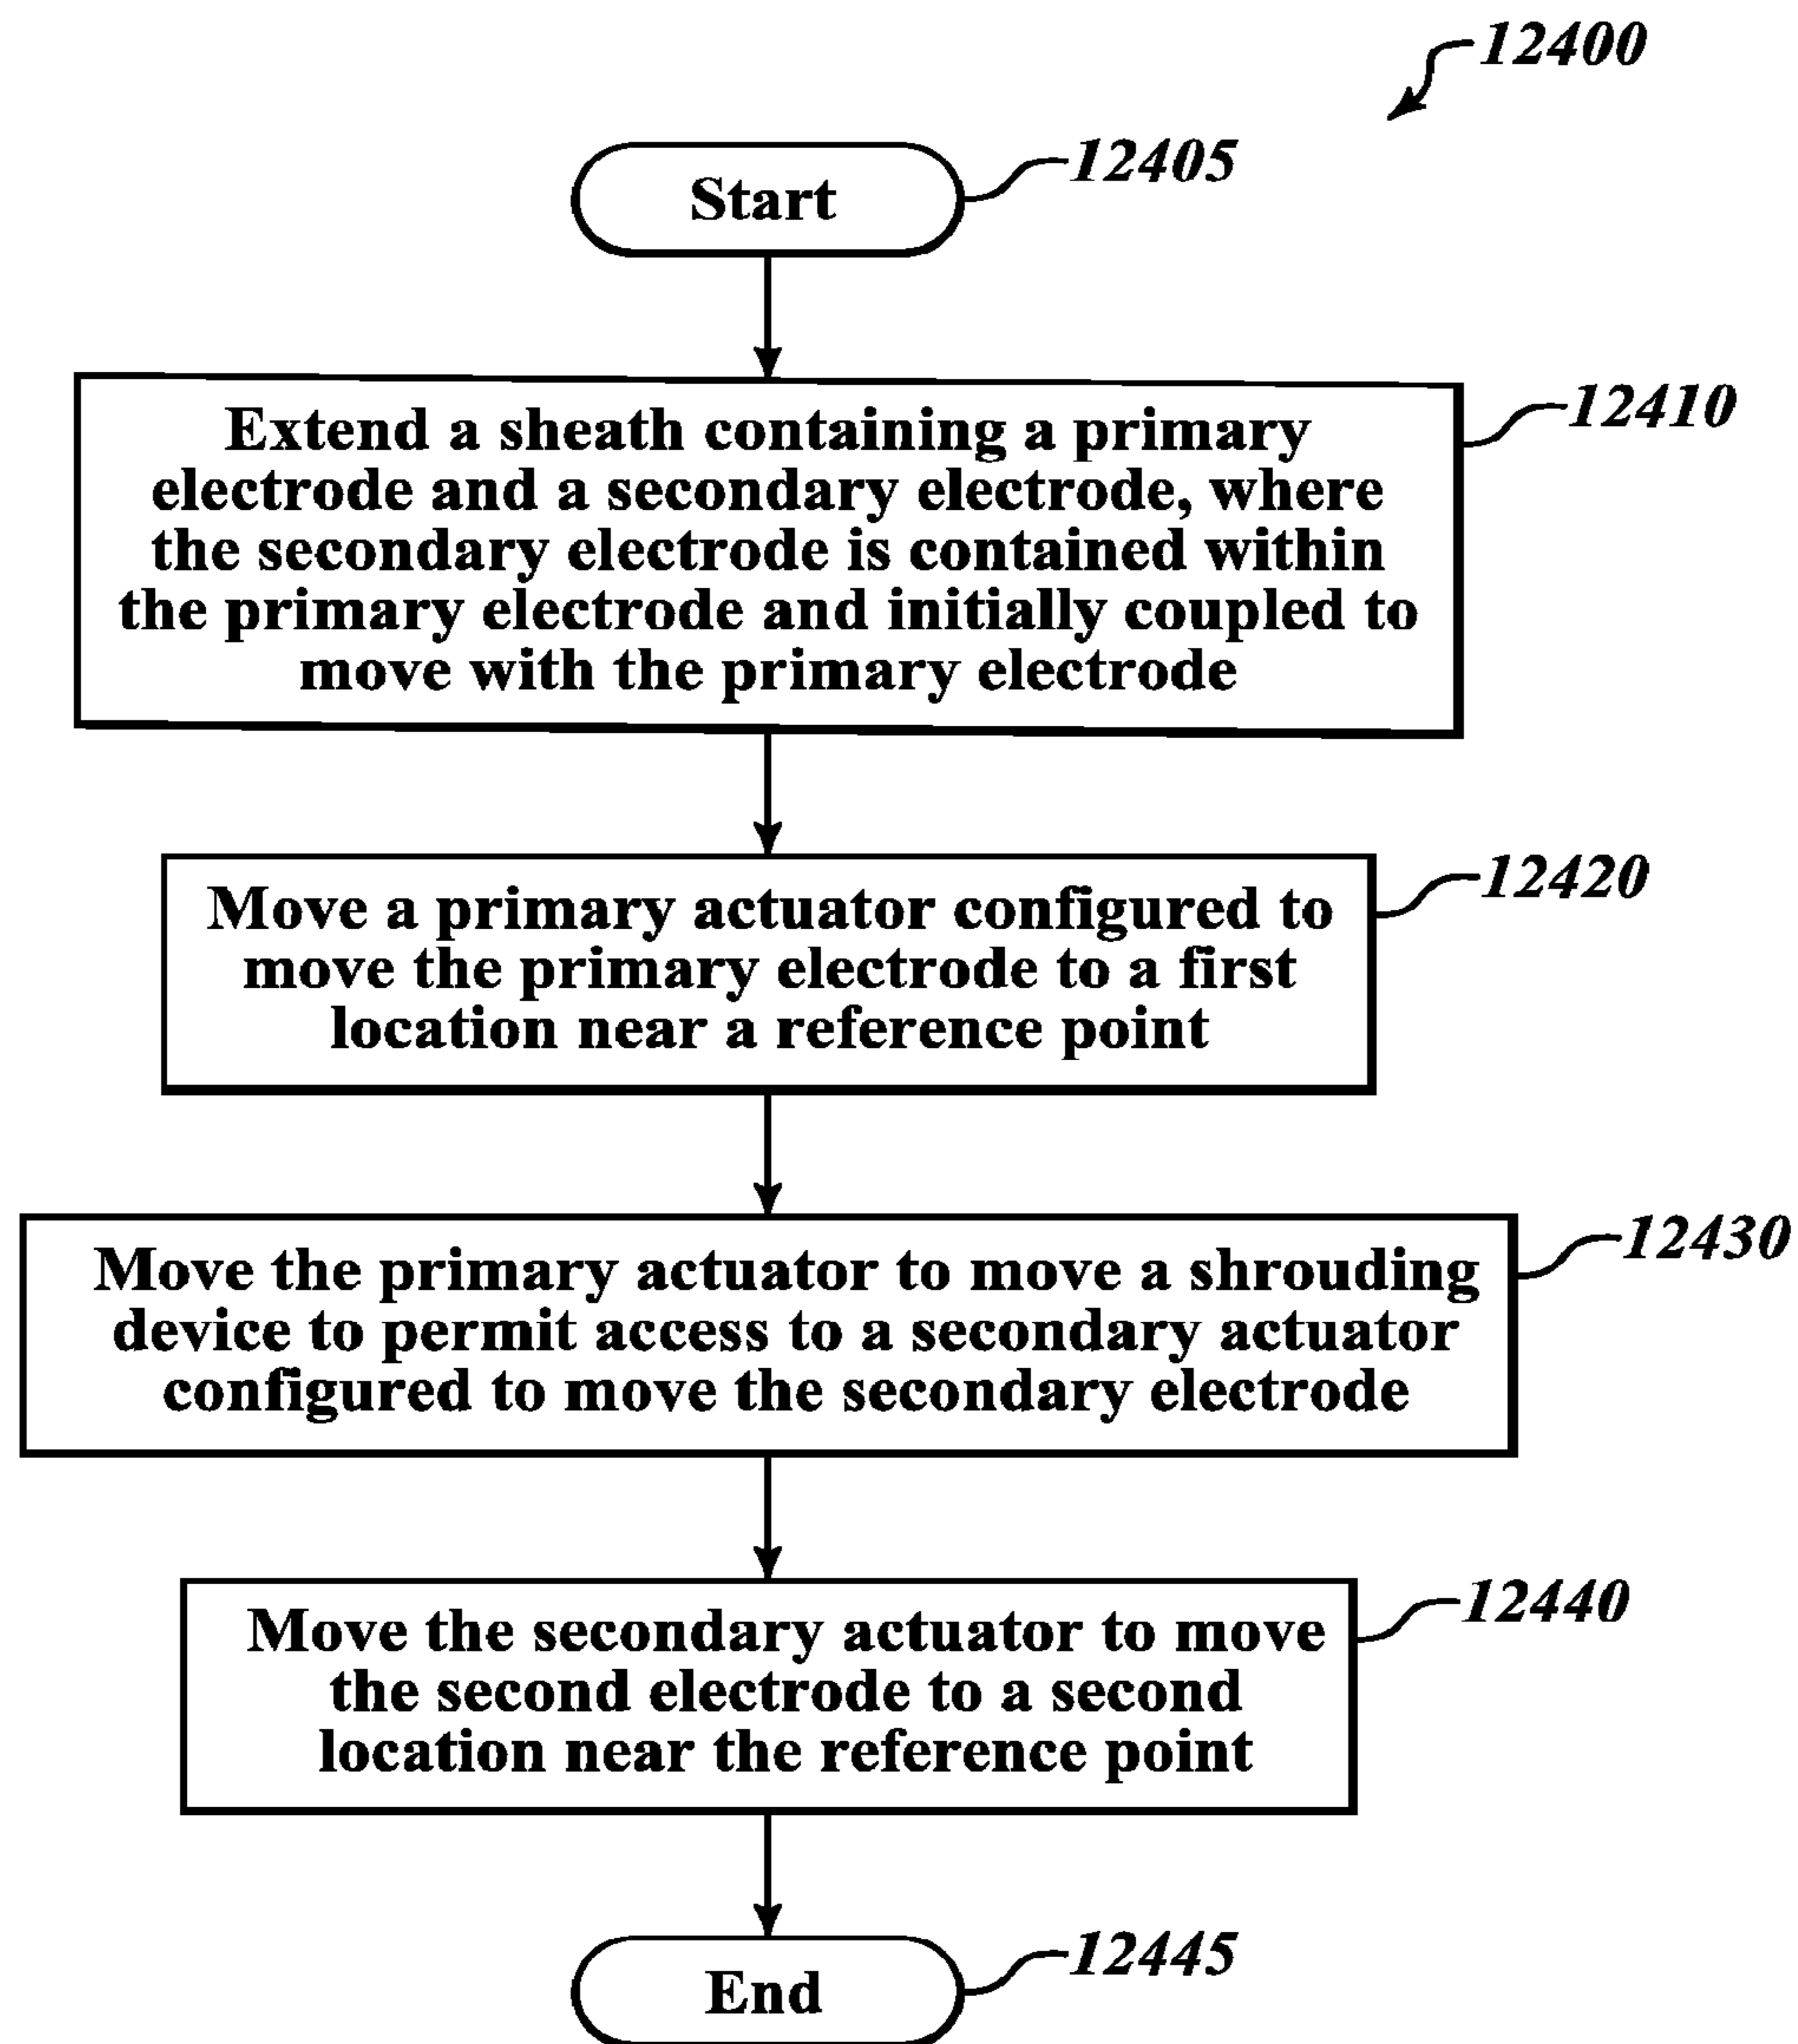 12400
Start
12405
Extend a sheath containing a primary
electrode and a secondary electrode, where
the secondary electrode is contained within
the primary electrode and initially coupled to
move with the primary electrode
12410
Move a primary actuator configured to
move the primary electrode to a first
location near a reference point
12420
Move the primary actuator to move a shrouding
device to permit access to a secondary actuator
configured to move the secondary electrode
12430
Move the secondary actuator to move
the second electrode to a second
location near the reference point
12440
End
12445